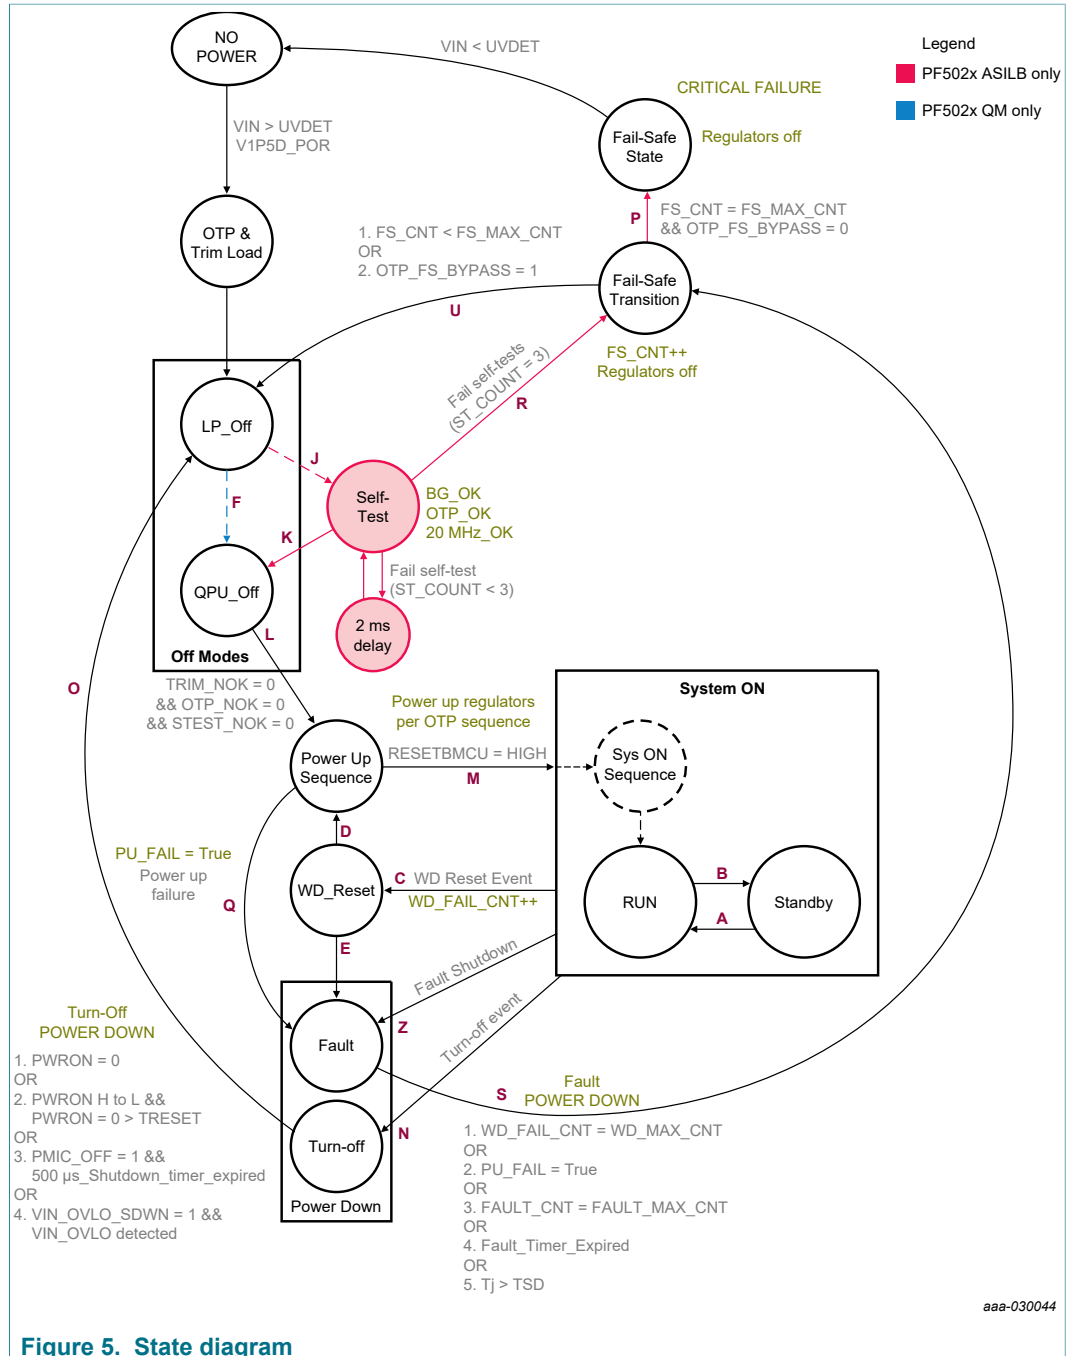 NO
POWER
VIN < UVDET
Legend
PF502x ASILB only
PF502x QM only
CRITICAL FAILURE
VIN > UVDET
V1P5D_POR
Fail-Safe
State
Regulators off
OTP &
Trim Load
1. FS_CNT < FS_MAX_CNT
OR
2. OTP_FS_BYPASS = 1
P
FS_CNT = FS_MAX_CNT
&& OTP_FS_BYPASS = 0
Fail-Safe
Transition
U
FS_CNT++
Regulators off
Fail self-tests
(ST_COUNT = 3)
R
LP_Off
J
F
Self-
Test
BG_OK
OTP_OK
20 MHz_OK
K
QPU_Off
Fail self-test
(ST_COUNT < 3)
2 ms
delay
L
Off Modes
O
TRIM_NOK = 0
&& OTP_NOK = 0
&& STEST_NOK = 0
Power up regulators
per OTP sequence
System ON
Power Up
Sequence
RESETBMCU = HIGH
M
Sys ON
Sequence
D
PU_FAIL = True
Power up
failure
Q
WD_Reset
C
WD Reset Event
WD_FAIL_CNT++
RUN
B
A
Standby
E
Fault Shutdown
Z
Turn-off event
Turn-Off
POWER DOWN
Fault
S
Fault
POWER DOWN
1. PWRON = 0
OR
2. PWRON H to L &&
PWRON = 0 > TRESET
OR
3. PMIC_OFF = 1 &&
500 µs_Shutdown_timer_expired
OR
4. VIN_OVLO_SDWN = 1 &&
VIN_OVLO detected
Turn-off
N
Power Down
1. WD_FAIL_CNT = WD_MAX_CNT
OR
2. PU_FAIL = True
OR
3. FAULT_CNT = FAULT_MAX_CNT
OR
4. Fault_Timer_Expired
OR
5. Tj > TSD
aaa-030044
Figure 5. State diagram